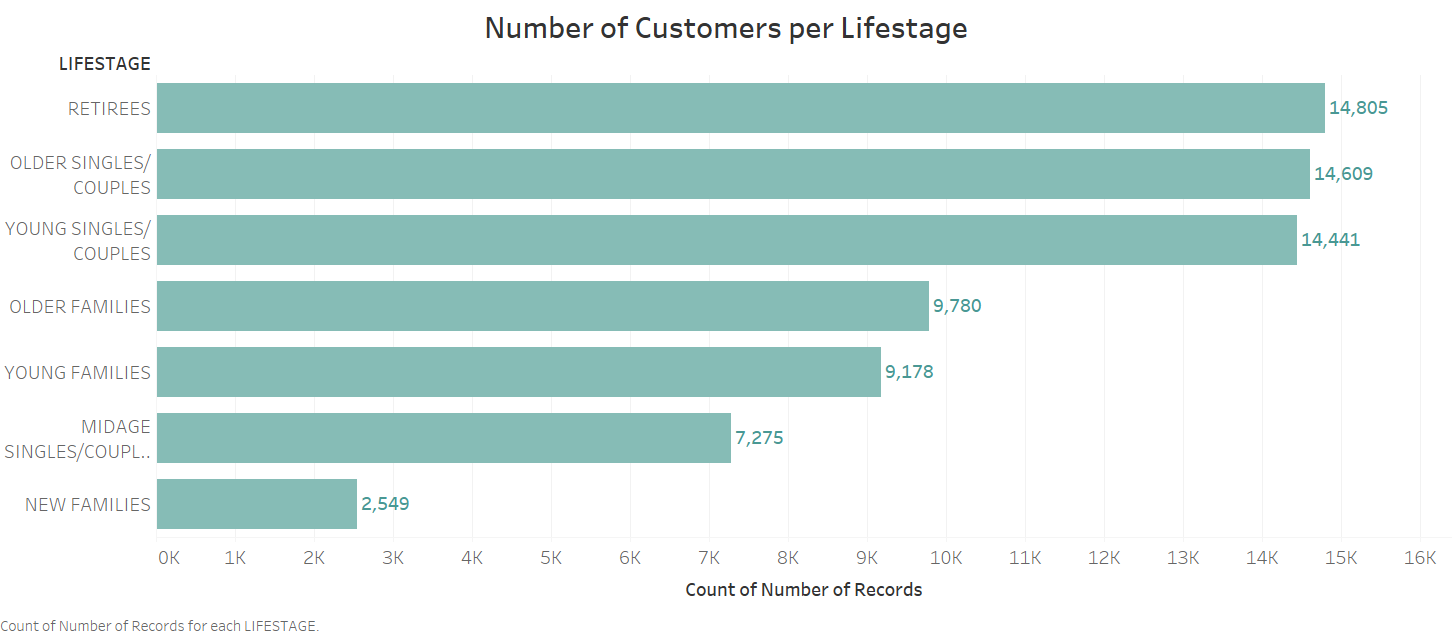 Number of Customers per Lifestage
LIFESTAGE
RETIREES
14,805
OLDER SINGLES/
COUPLES
14,609
YOUNG SINGLES/
COUPLES
14,441
OLDER FAMILIES
9,780
YOUNG FAMILIES
9,178
MIDAGE
SINGLES/COUPL..
7,275
NEW FAMILIES
2,549
0K 1K 2K 3K 4K 5K 6K 7K 8K 9K 10K 11K 12K 13K 14K 15K 16K
Count of Number of Records
Count of Number of Records for each LIFESTAGE.